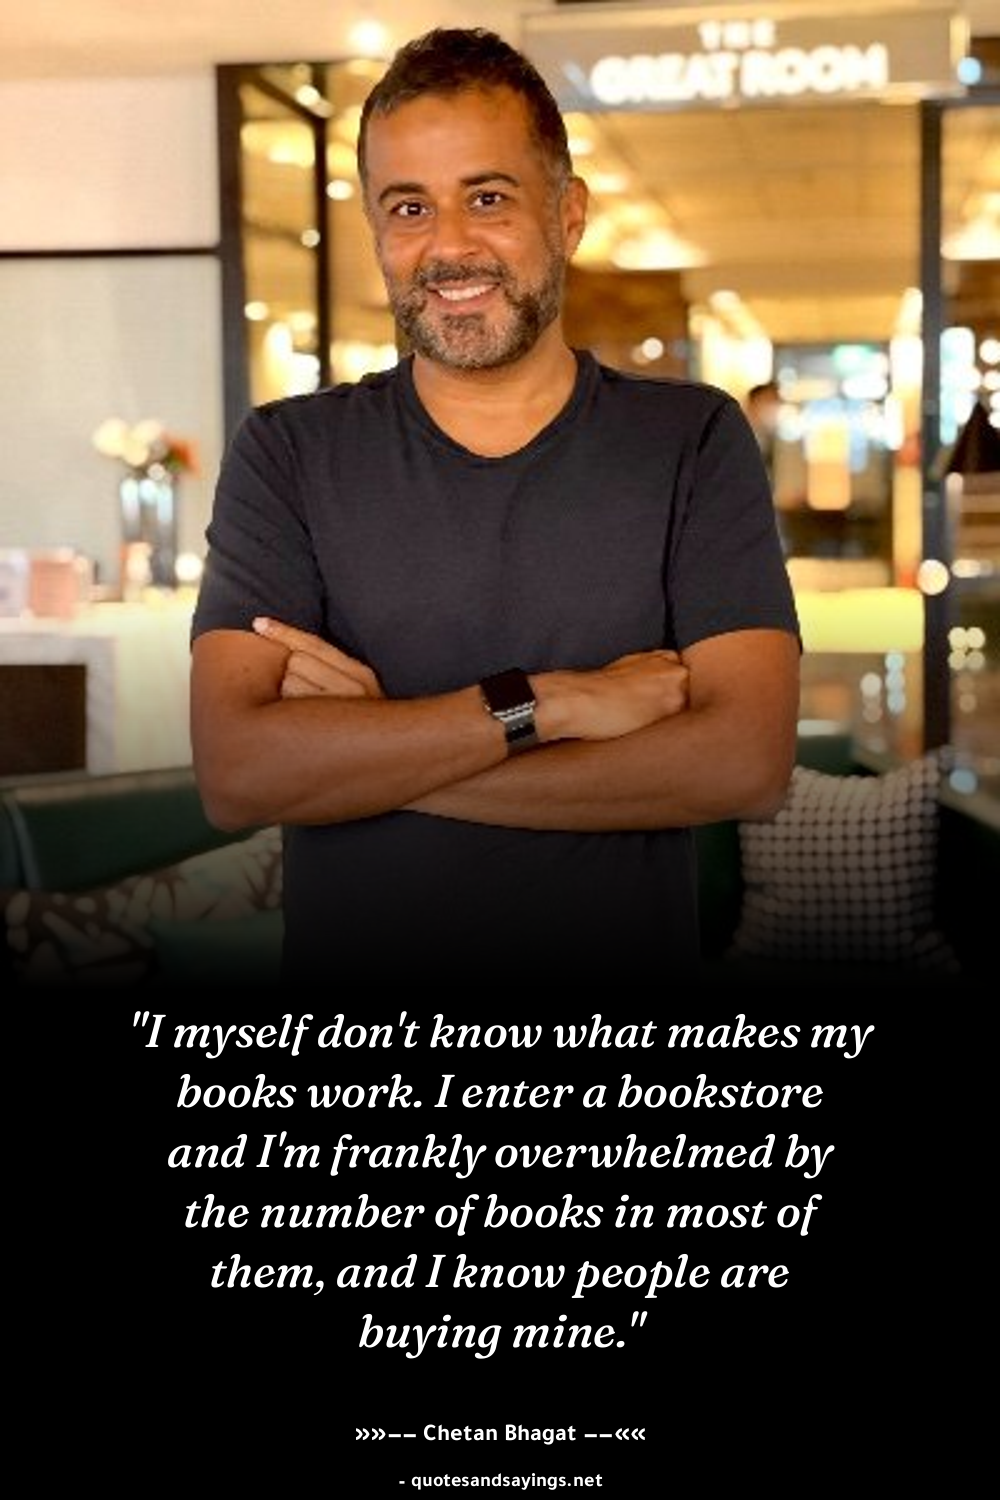 THE
GREAT ROOM
"I myself don't know what makes my
books work. I enter a bookstore
and I'm frankly overwhelmed by
the number of books in most of
them, and I know people are
buying mine."
»»–– Chetan Bhagat ––««
- quotesandsayings.net